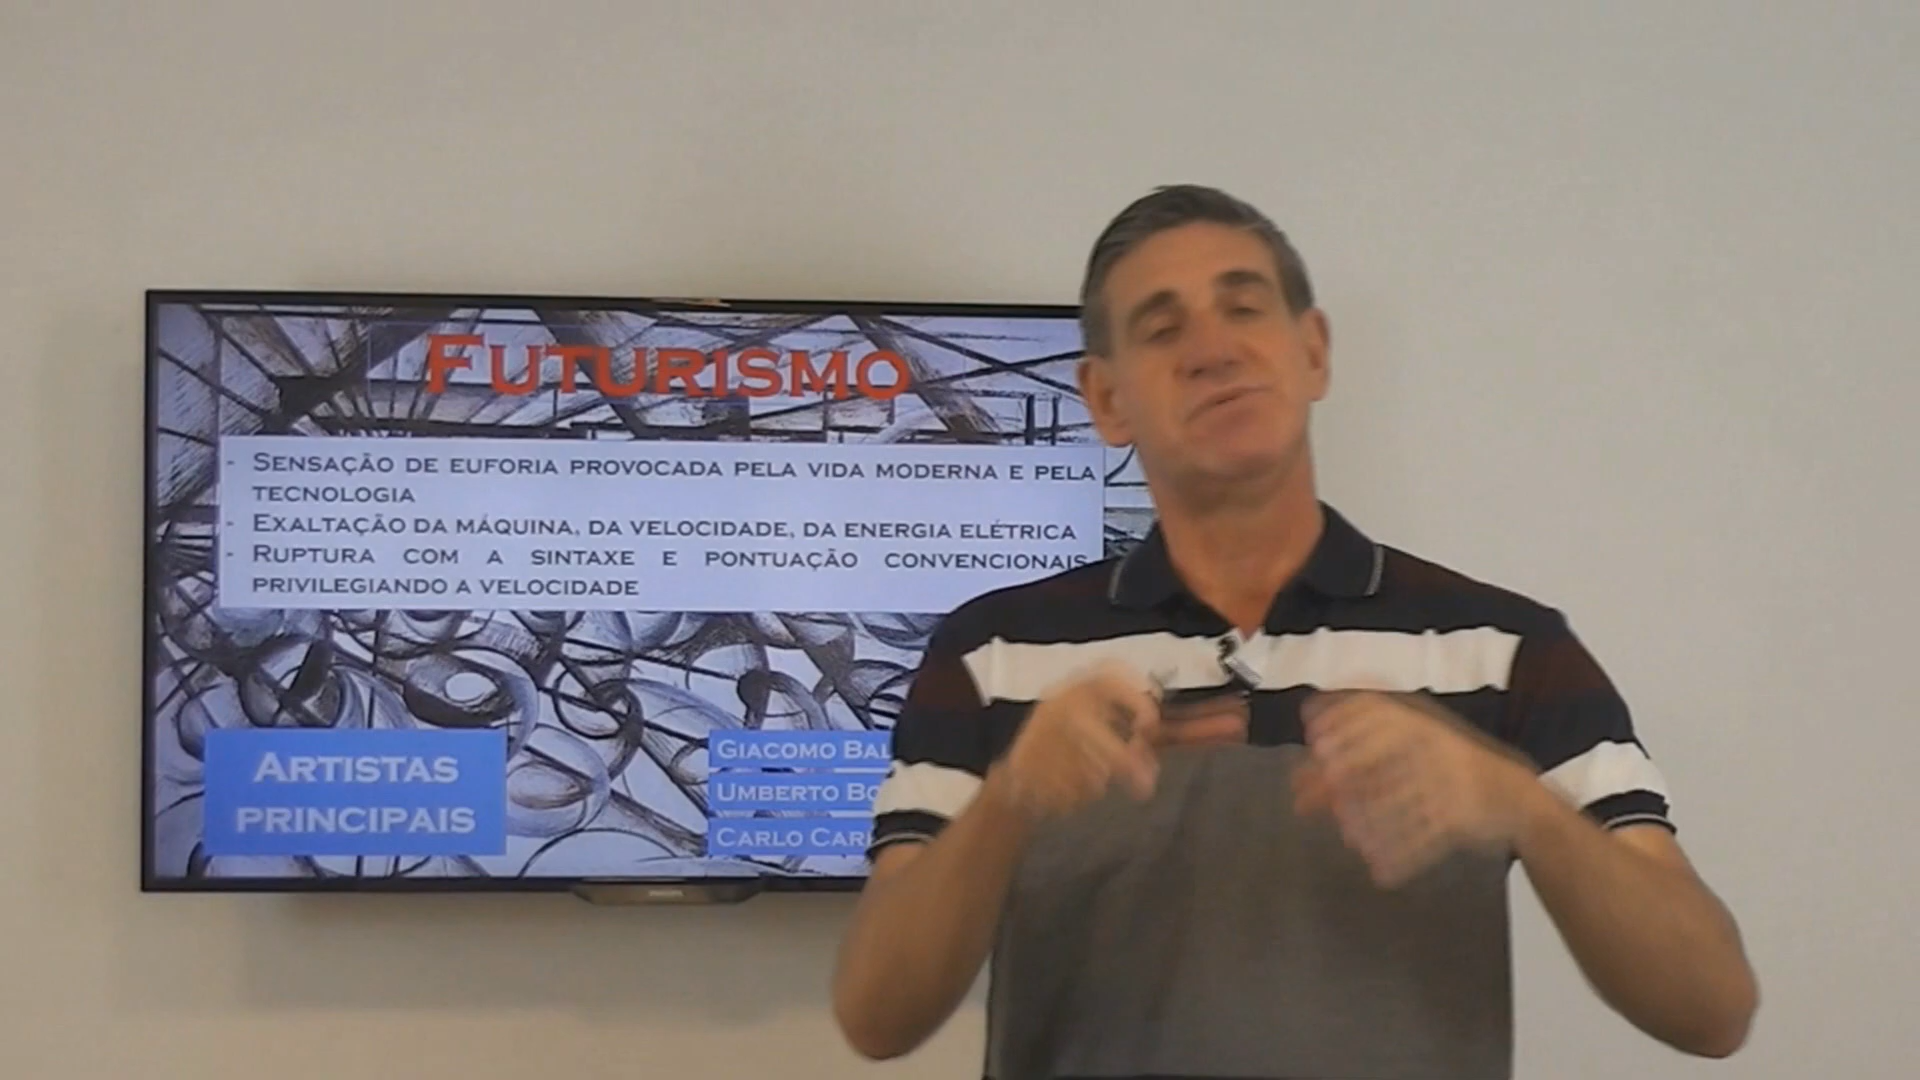 FUTURISMO
- SENSAÇÃO DE EUFORIA PROVOCADA PELA VIDA MODERNA E PELA
TECNOLOGIA
- EXALTAÇÃO DA MÁQUINA, DA VELOCIDADE, DA ENERGIA ELÉTRICA
- RUPTURA COM A SINTAXE E PONTUAÇÃO CONVENCIONAIS
PRIVILEGIANDO A VELOCIDADE
ARTISTAS
PRINCIPAIS
GIACOMO
UMBERTO
CARLO